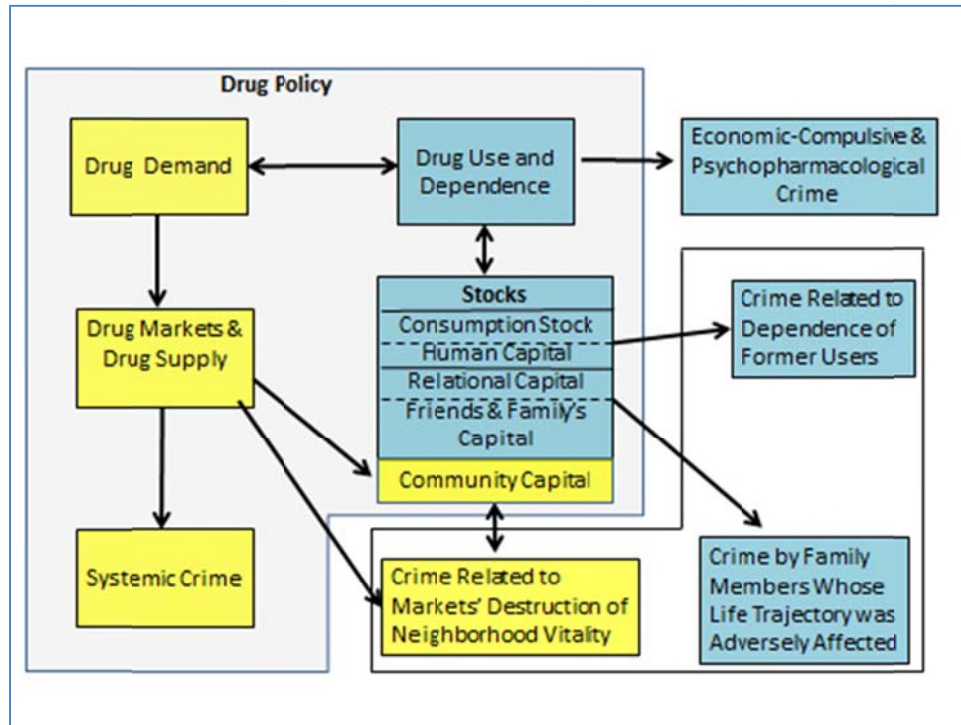 Drug Policy
Drug Demand
Drug Use and
Dependence
Economic-Compulsive &
Psychopharmacological
Crime
Stocks
Consumption Stock
Human Capital
Relational Capital
Friends & Family's
Capital
Community Capital
Drug Markets &
Drug Supply
Crime Related to
Dependence of
Former Users
Systemic Crime
Crime Related to
Markets' Destruction of
Neighborhood Vitality
Crime by Family
Members Whose
Life Trajectory was
Adversely Affected